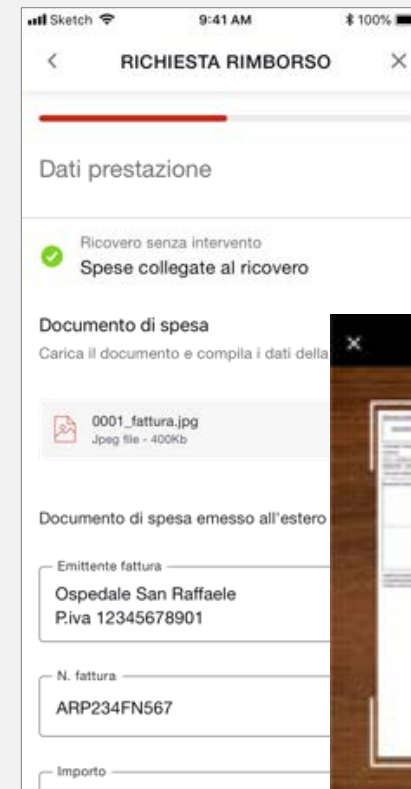 Sketch 9:41 AM 100%
RICHIESTA RIMBORSO
Dati prestazione
Ricovero senza intervento
Spese collegate al ricovero
Documento di spesa
Carica il documento e compila i dati della
0001_fattura.jpg
Jpeg file - 400Kb
Documento di spesa emesso all'estero
Emittente fattura
Ospedale San Raffaele
P.iva 12345678901
N. fattura
ARP234FN567
Importo